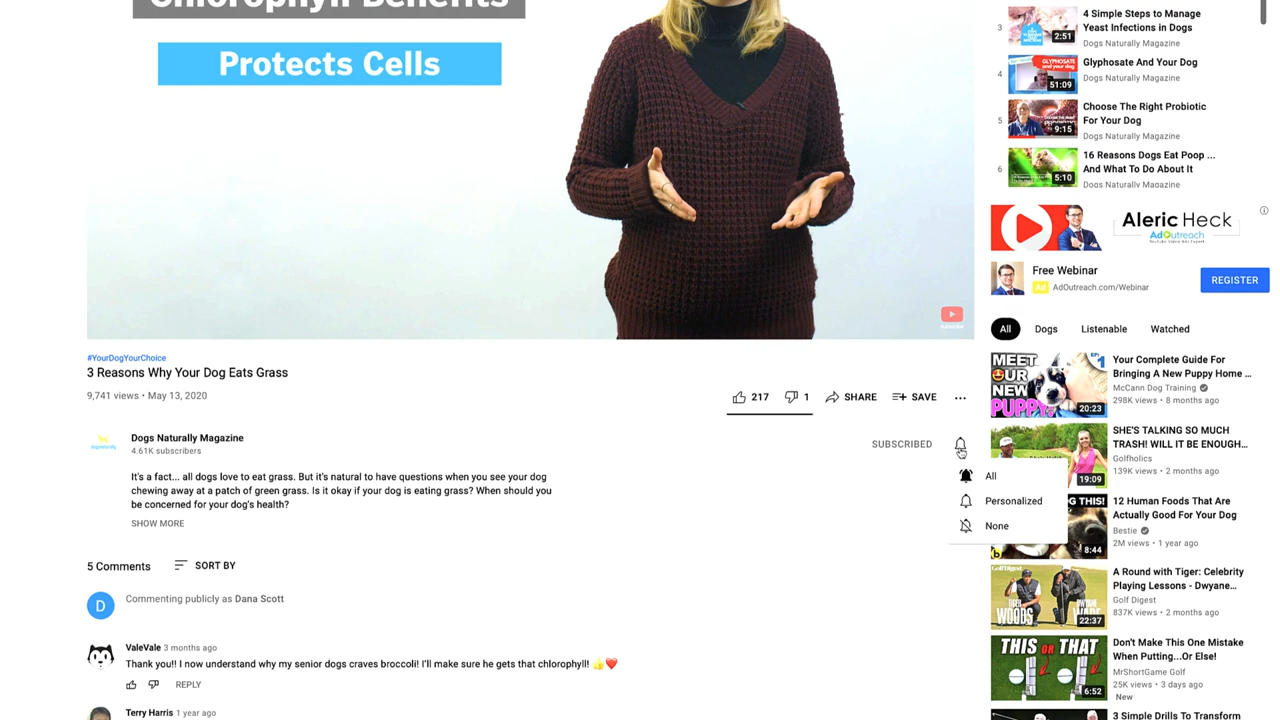 Chlorophyll Benefits
Protects Cells
3
2:51
4 Simple Steps to Manage
Yeast Infections in Dogs
Dogs Naturally Magazine
4
GLYPHOSATE
and your dog
51:09
Glyphosate And Your Dog
Dogs Naturally Magazine
5
9:15
Choose The Right Probiotic
For Your Dog
Dogs Naturally Magazine
6
5:10
16 Reasons Dogs Eat Poop ...
And What To Do About It
Dogs Naturally Magazine
Aleric Heck
AdOutreach
Free Webinar
Ad AdOutreach.com/Webinar
REGISTER
All Dogs Listenable Watched
Subscribe
#YourDogYourChoice
3 Reasons Why Your Dog Eats Grass
9,741 views • May 13, 2020
217 1 SHARE SAVE ...
Dogs Naturally Magazine
4.61K subscribers
SUBSCRIBED
It's a fact... all dogs love to eat grass. But it's natural to have questions when you see your dog
chewing away at a patch of green grass. Is it okay if your dog is eating grass? When should you
be concerned for your dog's health?
SHOW MORE
All
Personalized
None
5 Comments SORT BY
D
Commenting publicly as Dana Scott
ValeVale 3 months ago
Thank you!! I now understand why my senior dogs craves broccoli! I'll make sure he gets that chlorophyll! 👍❤️
REPLY
Terry Harris 1 year ago
MEET
OUR
NEW
PUPPY
EP
1
20:23
Your Complete Guide For
Bringing A New Puppy Home ...
McCann Dog Training
298K views • 8 months ago
19:09
SHE'S TALKING SO MUCH
TRASH! WILL IT BE ENOUGH...
Golfholics
139K views • 2 months ago
G THIS!
b
8:44
12 Human Foods That Are
Actually Good For Your Dog
Bestie
2M views • 1 year ago
GolfDigest
TIGER
WOODS
DWYANE
WADE
22:37
A Round with Tiger: Celebrity
Playing Lessons - Dwyane...
Golf Digest
837K views • 2 months ago
THIS OR THAT
6:52
Don't Make This One Mistake
When Putting...Or Else!
MrShortGame Golf
25K views • 3 days ago
New
3 Simple Drills To Transform